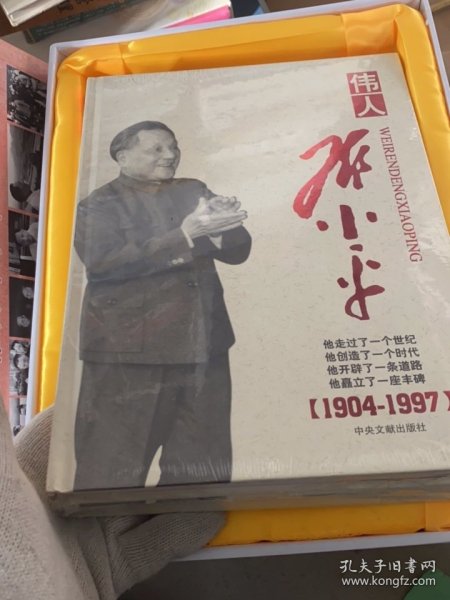 伟人
邓小平
WEIRENDENGXIAOPING
他走过了一个世纪
他创造了一个时代
他开辟了一条道路
他矗立了一座丰碑
【1904-1997】
中央文献出版社
孔夫子旧书网
www.kongfz.com